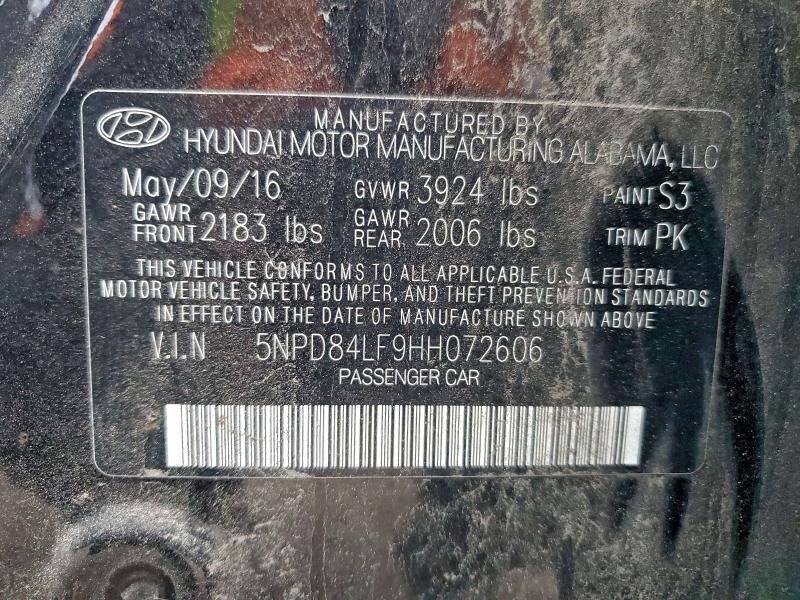 MANUFACTURED BY
HYUNDAI MOTOR MANUFACTURING ALABAMA, LLC
May/09/16 GVWR 3924 lbs PAINT S3
GAWR FRONT 2183 lbs GAWR REAR 2006 lbs TRIM PK
THIS VEHICLE CONFORMS TO ALL APPLICABLE U.S.A. FEDERAL
MOTOR VEHICLE SAFETY, BUMPER, AND THEFT PREVENTION STANDARDS
IN EFFECT ON THE DATE OF MANUFACTURE SHOWN ABOVE
V.I.N 5NPD84LF9HH072606
PASSENGER CAR